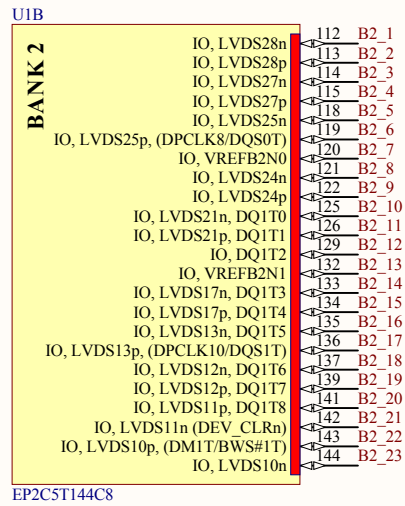 U1B
BANK 2
IO, LVDS28n 112 B2_1
IO, LVDS28p 113 B2_2
IO, LVDS27n 114 B2_3
IO, LVDS27p 115 B2_4
IO, LVDS25n 118 B2_5
IO, LVDS25p, (DPCLK8/DQS0T) 119 B2_6
IO, VREFB2N0 120 B2_7
IO, LVDS24n 121 B2_8
IO, LVDS24p 122 B2_9
IO, LVDS21n, DQ1T0 125 B2_10
IO, LVDS21p, DQ1T1 126 B2_11
IO, DQ1T2 129 B2_12
IO, VREFB2N1 132 B2_13
IO, LVDS17n, DQ1T3 133 B2_14
IO, LVDS17p, DQ1T4 134 B2_15
IO, LVDS13n, DQ1T5 135 B2_16
IO, LVDS13p, (DPCLK10/DQS1T) 136 B2_17
IO, LVDS12n, DQ1T6 137 B2_18
IO, LVDS12p, DQ1T7 139 B2_19
IO, LVDS11p, DQ1T8 141 B2_20
IO, LVDS11n (DEV_CLRn) 142 B2_21
IO, LVDS10p, (DM1T/BWS#1T) 143 B2_22
IO, LVDS10n 144 B2_23
EP2C5T144C8